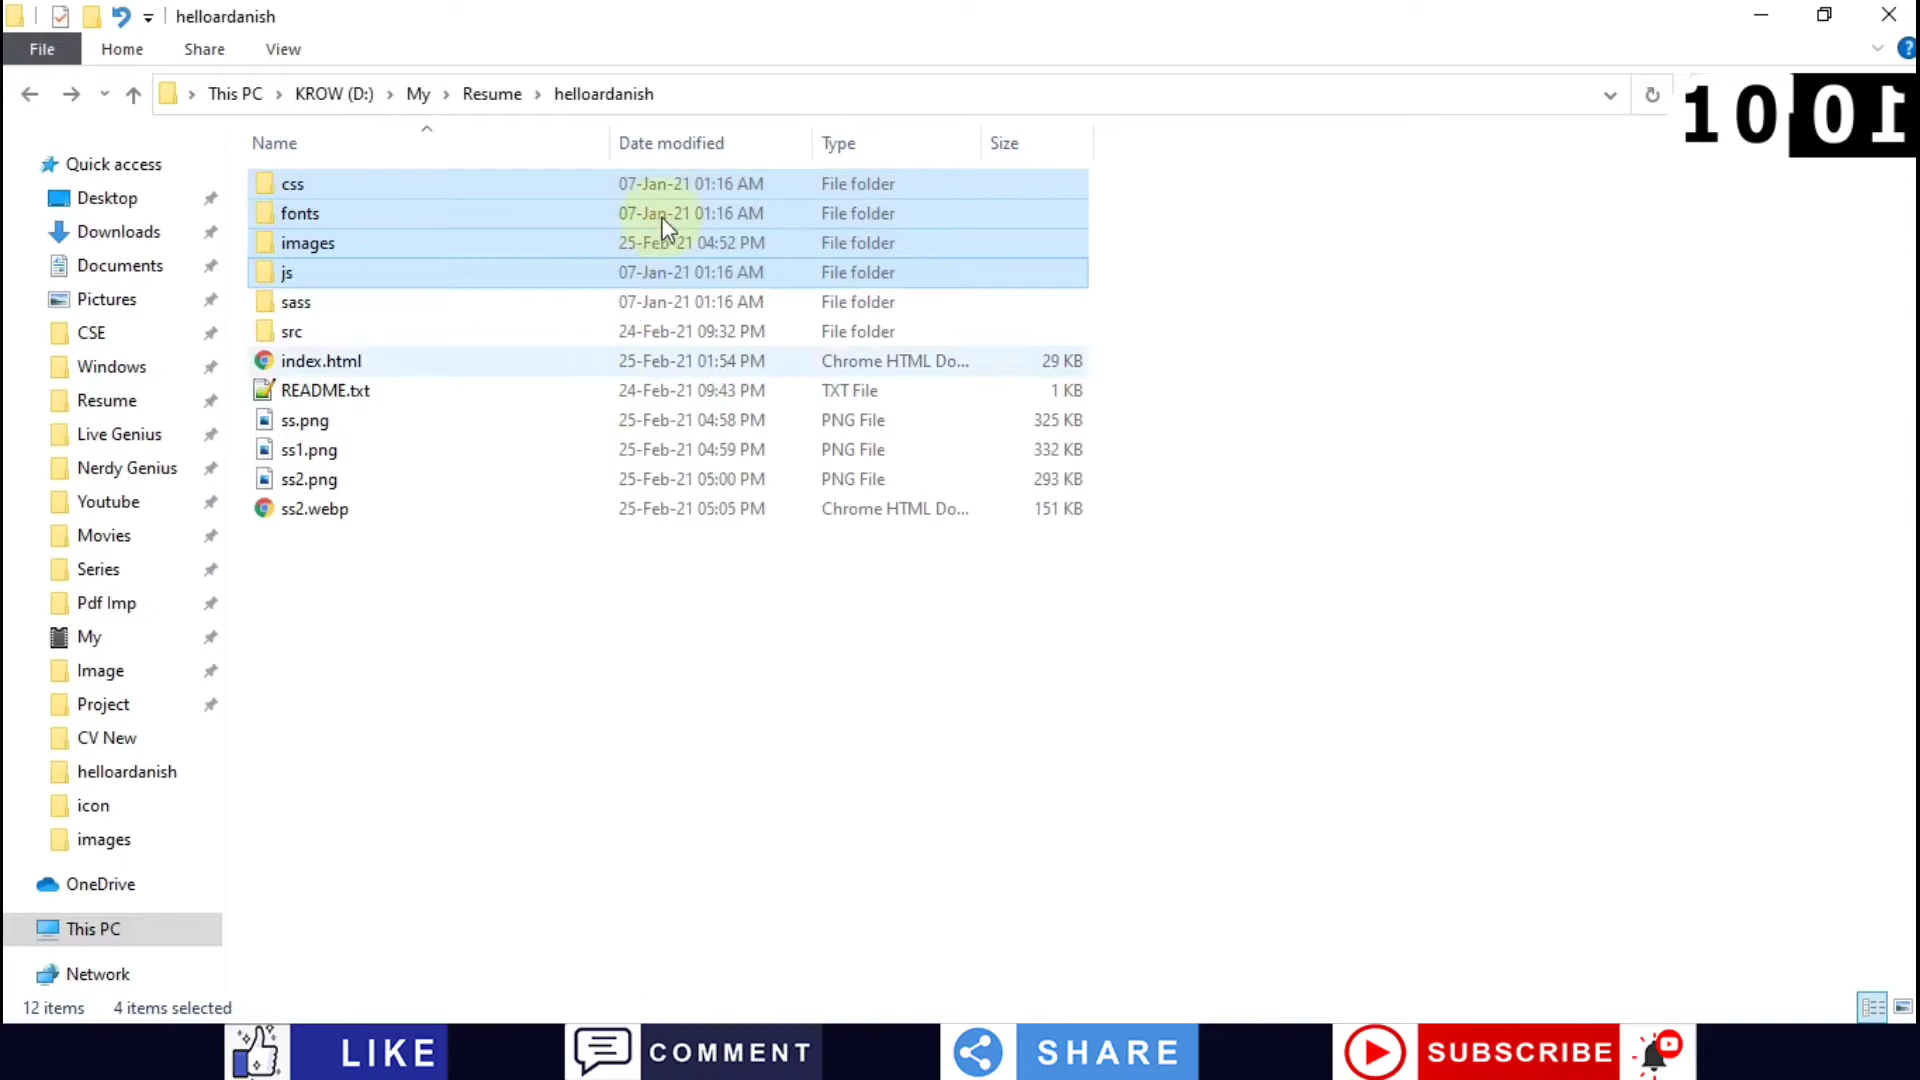 helloardanish
File Home Share View
This PC > KROW (D:) > My > Resume > helloardanish
10 01
Name Date modified Type Size
Quick access
Desktop
Downloads
Documents
Pictures
CSE
Windows
Resume
Live Genius
Nerdy Genius
Youtube
Movies
Series
Pdf Imp
My
Image
Project
CV New
helloardanish
icon
images
OneDrive
This PC
Network
css 07-Jan-21 01:16 AM File folder
fonts 07-Jan-21 01:16 AM File folder
images 25-Feb-21 04:52 PM File folder
js 07-Jan-21 01:16 AM File folder
sass 07-Jan-21 01:16 AM File folder
src 24-Feb-21 09:32 PM File folder
index.html 25-Feb-21 01:54 PM Chrome HTML Do... 29 KB
README.txt 24-Feb-21 09:43 PM TXT File 1 KB
ss.png 25-Feb-21 04:58 PM PNG File 325 KB
ss1.png 25-Feb-21 04:59 PM PNG File 332 KB
ss2.png 25-Feb-21 05:00 PM PNG File 293 KB
ss2.webp 25-Feb-21 05:05 PM Chrome HTML Do... 151 KB
12 items 4 items selected
LIKE COMMENT SHARE SUBSCRIBE